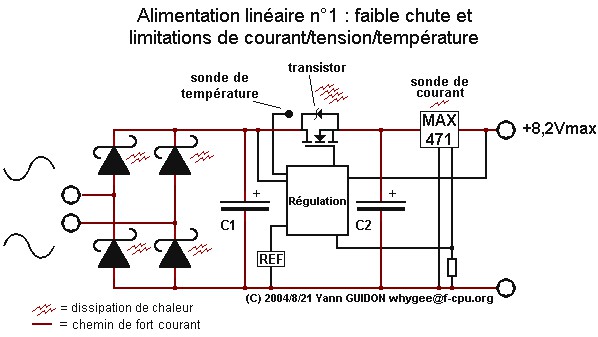 Alimentation linéaire n°1 : faible chute et
limitations de courant/tension/température
sonde de
température
transistor
sonde de
courant
MAX
471
+8,2Vmax
+
C1
Régulation
+
C2
REF
(C) 2004/8/21 Yann GUIDON whygee@f-cpu.org
= dissipation de chaleur
= chemin de fort courant